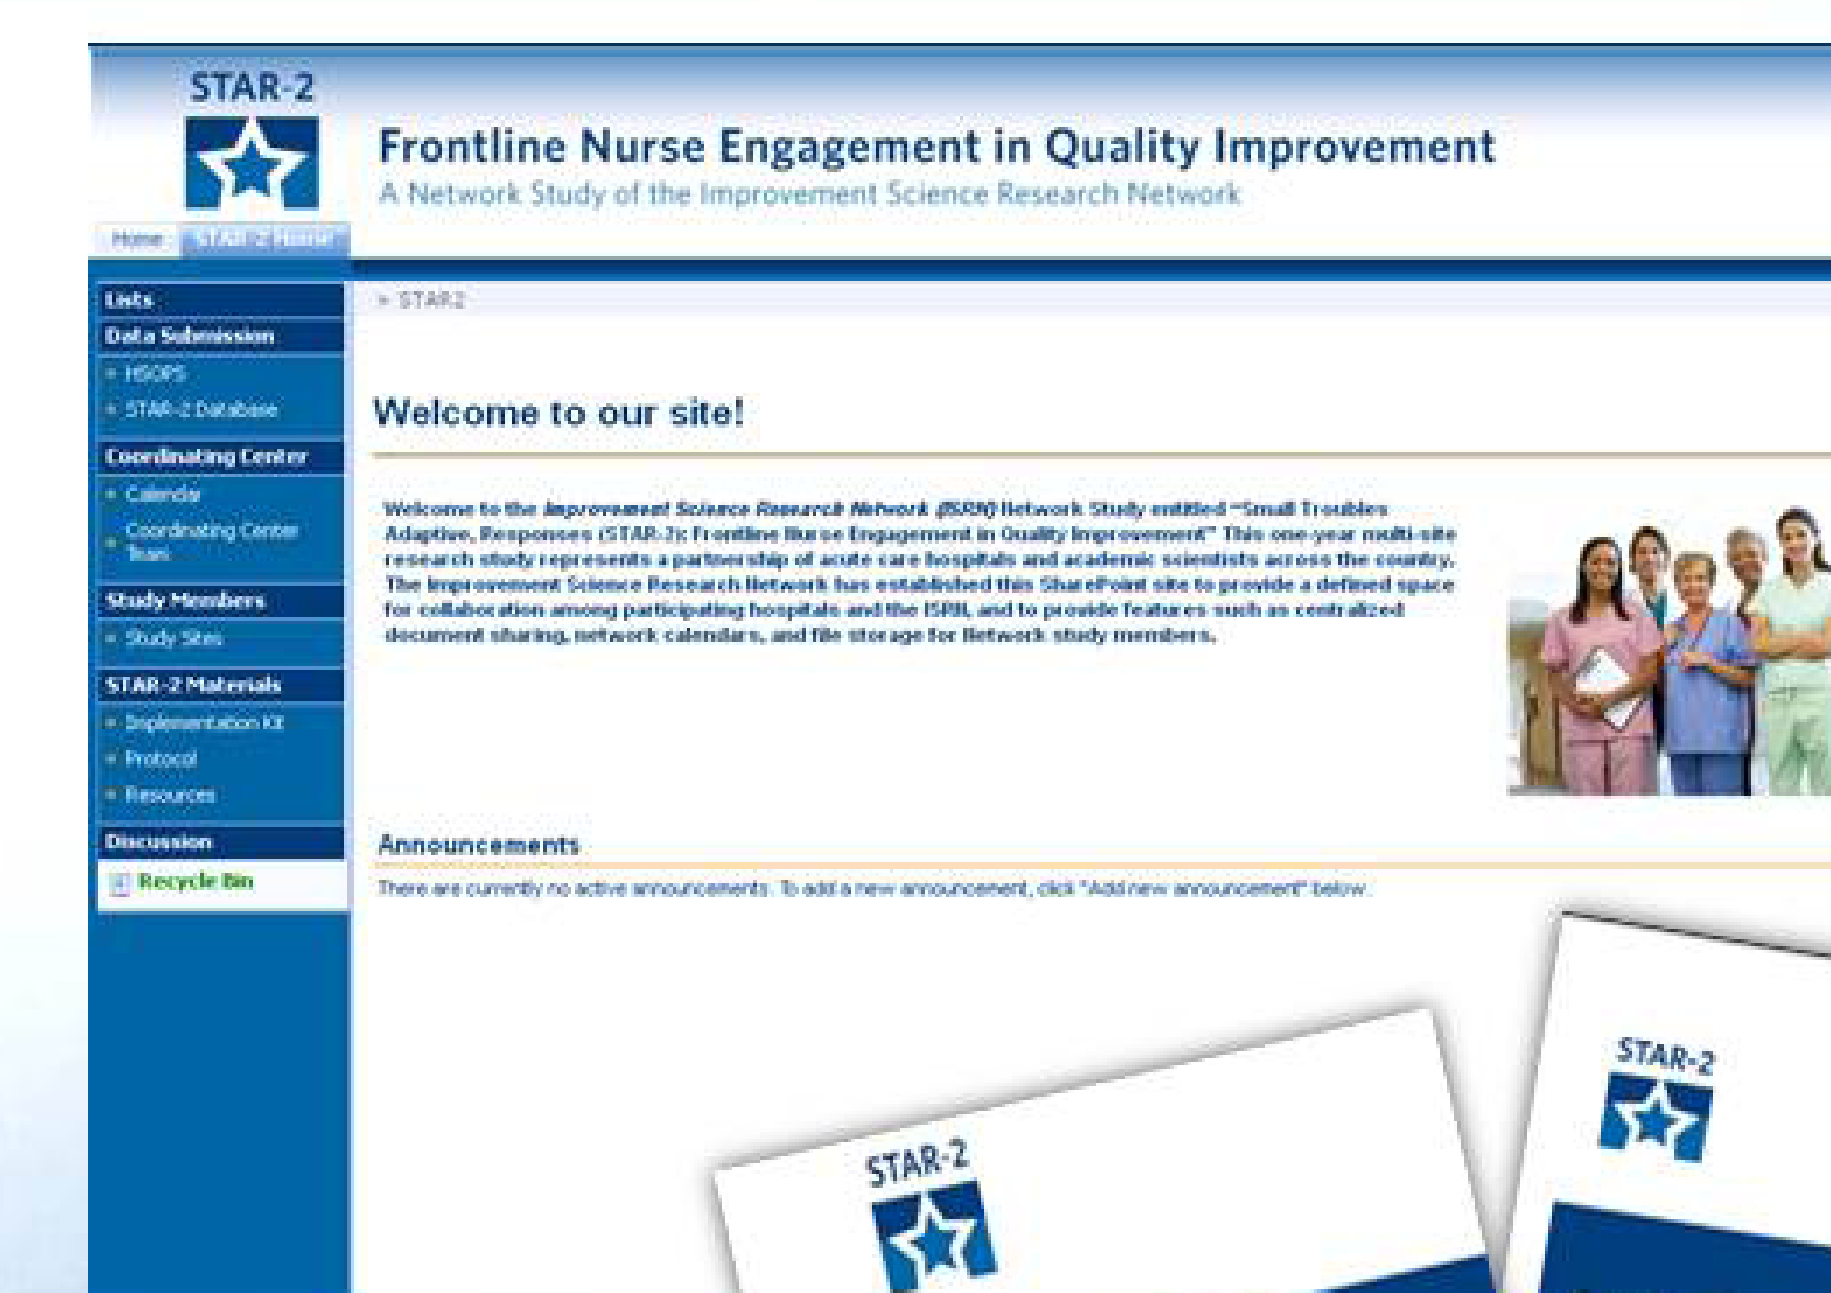 STAR-2
Frontline Nurse Engagement in Quality Improvement
A Network Study of the Improvement Science Research Network
Home STAR-2 Home
Lists
Data Submission
HSOPS
STAR-2 Database
Coordinating Center
Calendar
Coordinating Center
Team
Study Members
Study Sites
STAR-2 Materials
Implementation Kit
Protocol
Resources
Discussion
Recycle Bin
> STAR2
Welcome to our site!
Welcome to the Improvement Science Research Network (ISRN) Network Study entitled "Small Troubles
Adaptive, Responses (STAR-2): Frontline Nurse Engagement in Quality Improvement" This one-year multi-site
research study represents a partnership of acute care hospitals and academic scientists across the country.
The Improvement Science Research Network has established this SharePoint site to provide a defined space
for collaboration among participating hospitals and the ISRN, and to provide features such as centralized
document sharing, network calendars, and file storage for Network study members.
Announcements
There are currently no active announcements. To add a new announcement, click "Add new announcement" below.
STAR-2
STAR-2